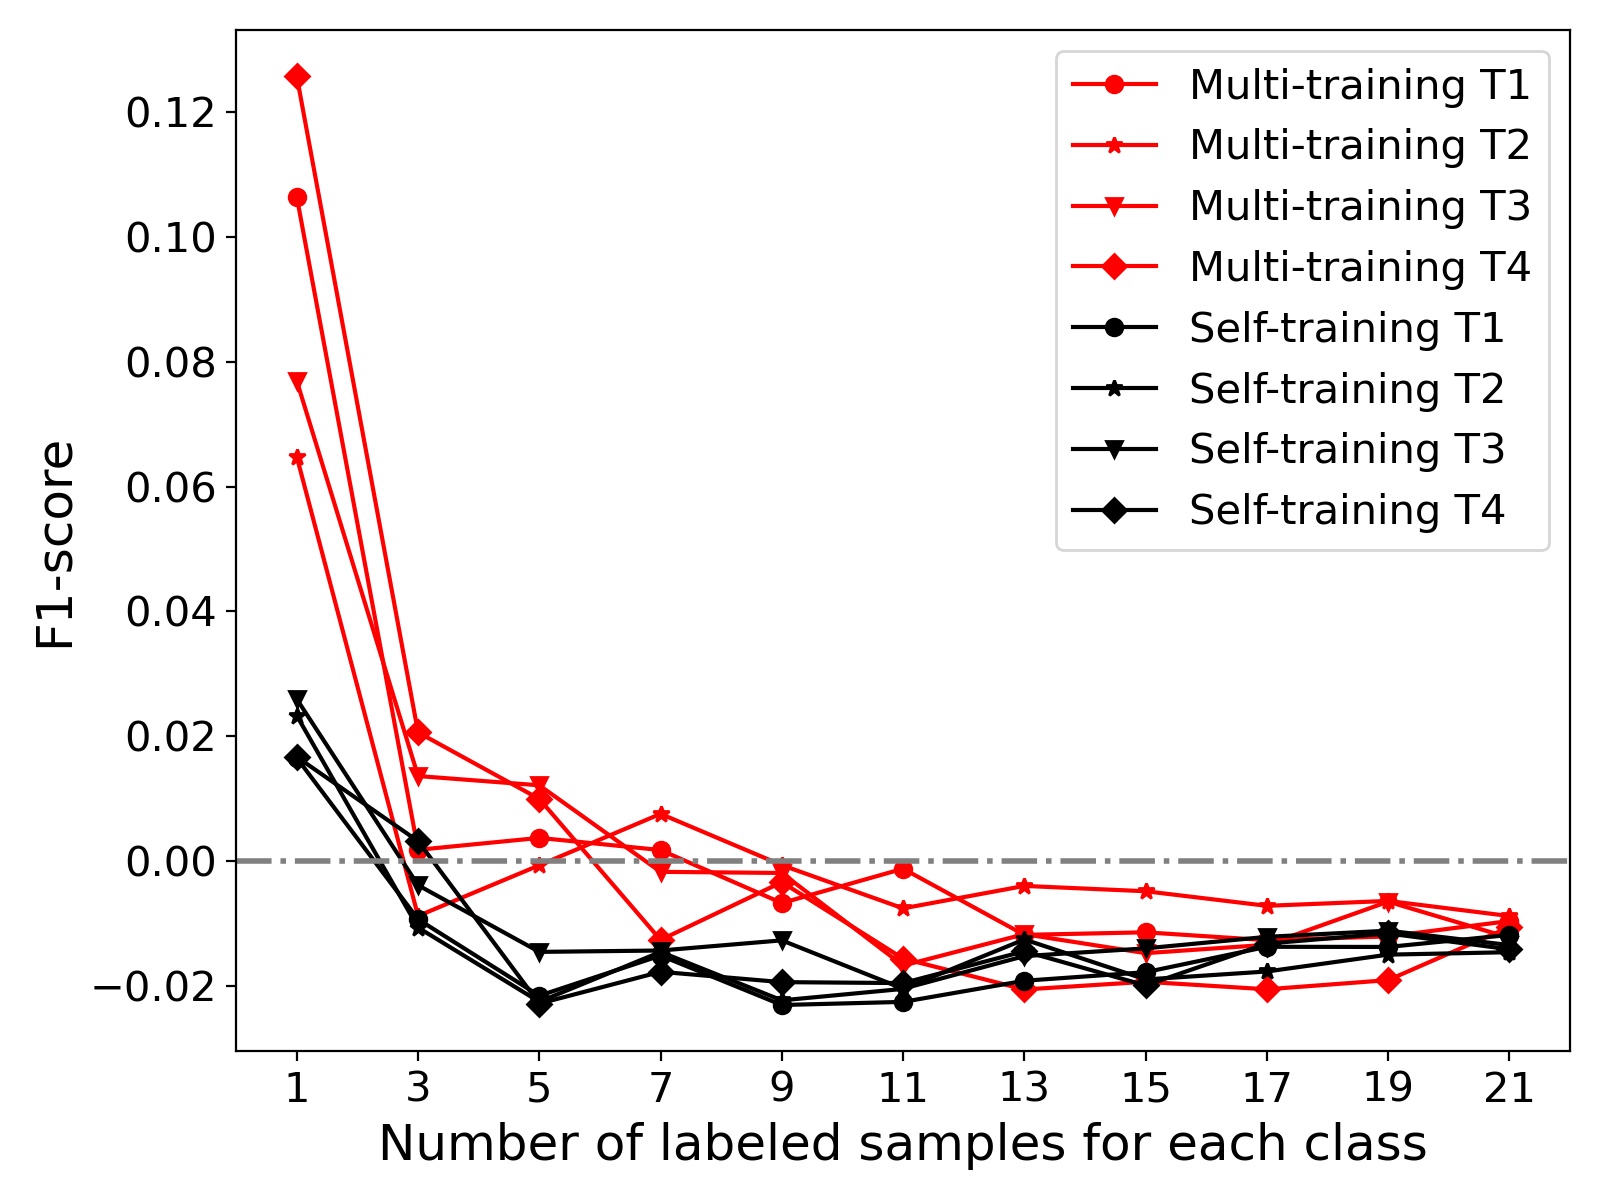 0.12
0.10
0.08
0.06
0.04
0.02
0.00
−0.02
F1-score
Multi-training T1
Multi-training T2
Multi-training T3
Multi-training T4
Self-training T1
Self-training T2
Self-training T3
Self-training T4
1 3 5 7 9 11 13 15 17 19 21
Number of labeled samples for each class